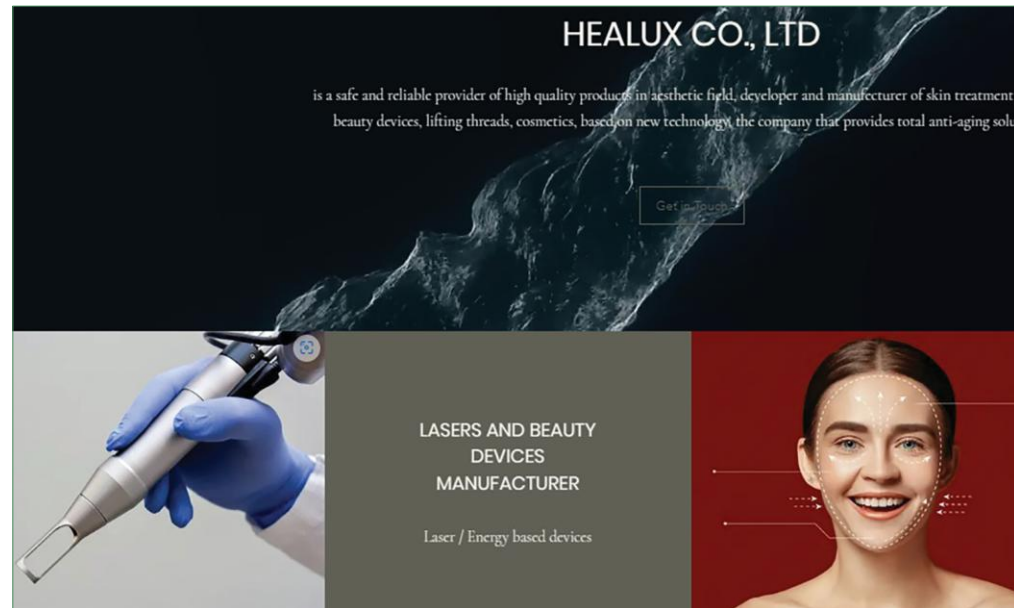 HEALUX CO., LTD
is a safe and reliable provider of high quality products in aesthetic field, developer and manufecturer of skin treatment
beauty devices, lifting threads, cosmetics, based on new technology, the company that provides total anti-aging solu
Get in Touch
LASERS AND BEAUTY
DEVICES
MANUFACTURER
Laser / Energy based devices